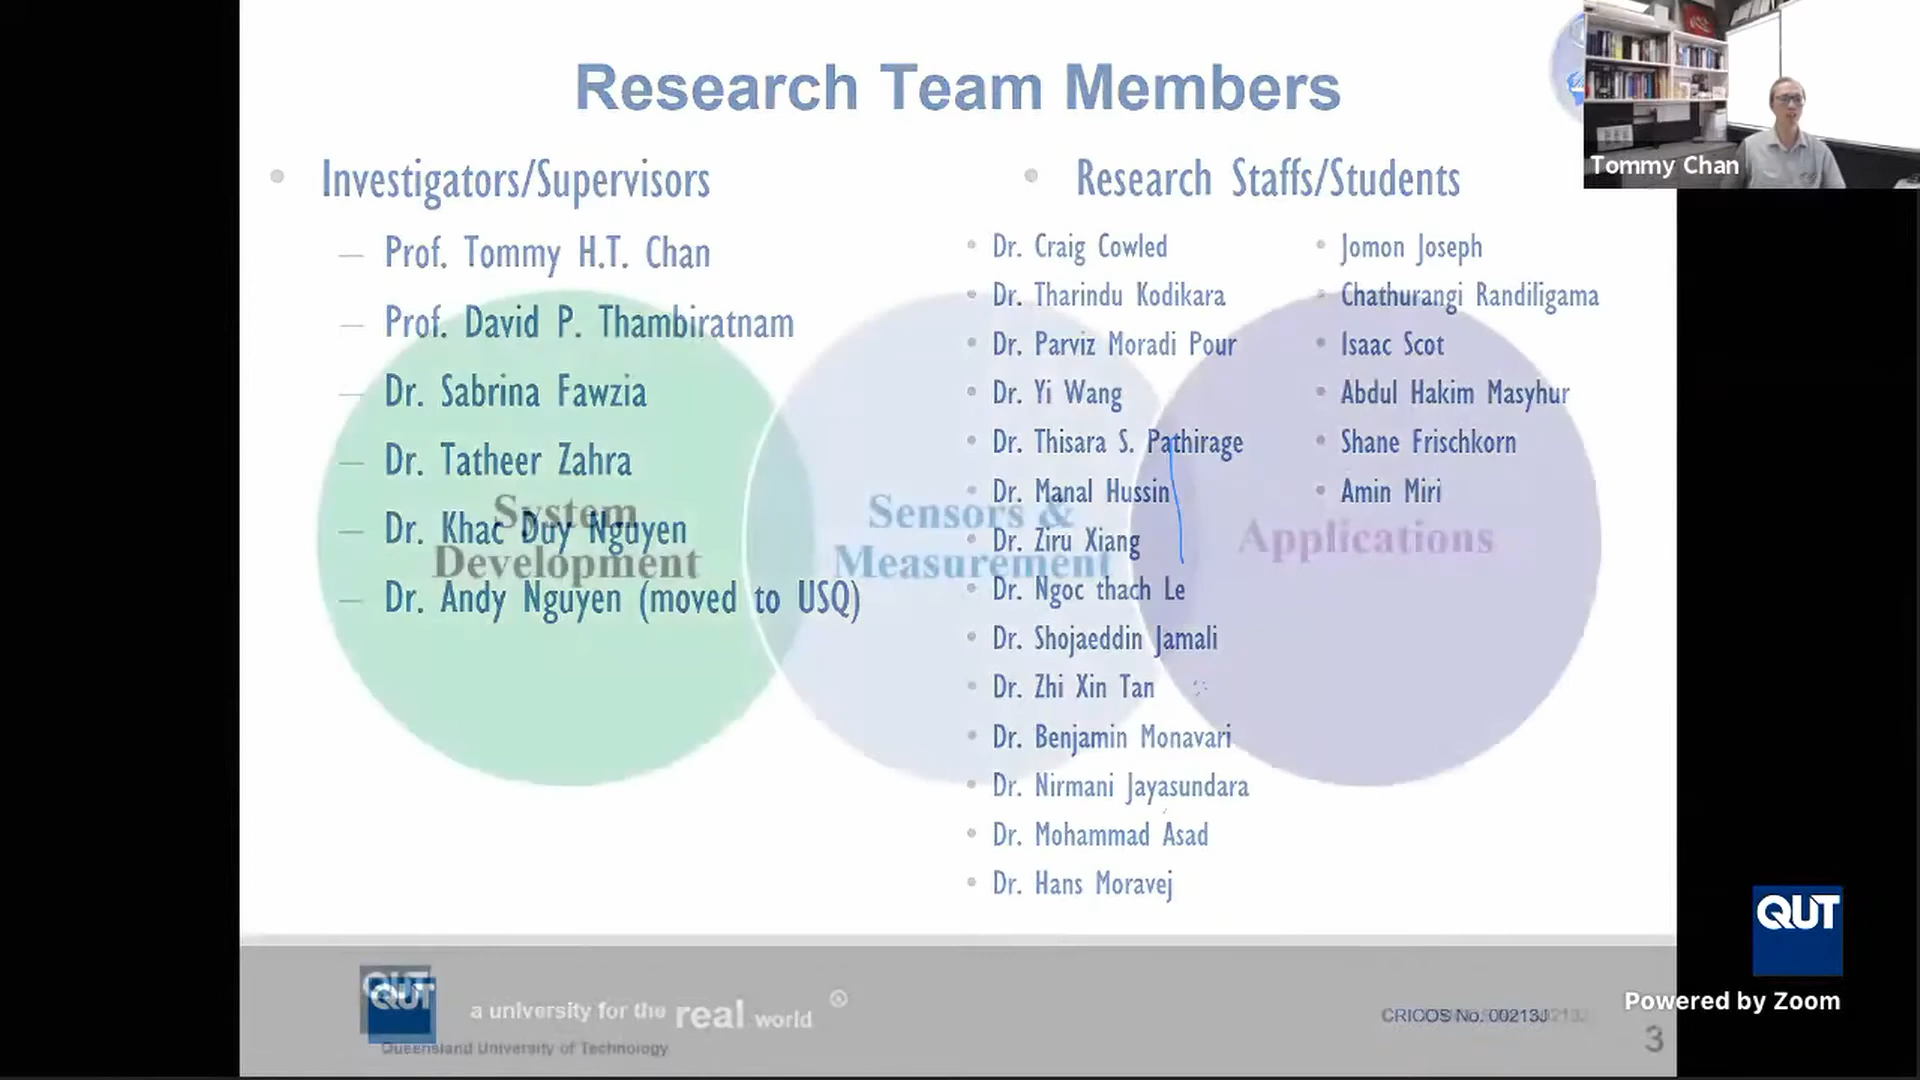 Research Team Members
Tommy Chan
Investigators/Supervisors
Prof. Tommy H.T. Chan
Prof. David P. Thambiratnam
Dr. Sabrina Fawzia
Dr. Tatheer Zahra
Dr. Khac Duy Nguyen
Dr. Andy Nguyen (moved to USQ)
Research Staffs/Students
Dr. Craig Cowled
Dr. Tharindu Kodikara
Dr. Parviz Moradi Pour
Dr. Yi Wang
Dr. Thisara S. Pathirage
Dr. Manal Hussin
Dr. Ziru Xiang
Dr. Ngoc thach Le
Dr. Shojaeddin Jamali
Dr. Zhi Xin Tan
Dr. Benjamin Monavari
Dr. Nirmani Jayasundara
Dr. Mohammad Asad
Dr. Hans Moravej
Jomon Joseph
Chathurangi Randiligama
Isaac Scot
Abdul Hakim Masyhur
Shane Frischkorn
Amin Miri
System
Development
Sensors &
Measurement
Applications
QUT
a university for the real world
®
Queensland University of Technology
CRICOS No. 00213J
3
QUT
Powered by Zoom